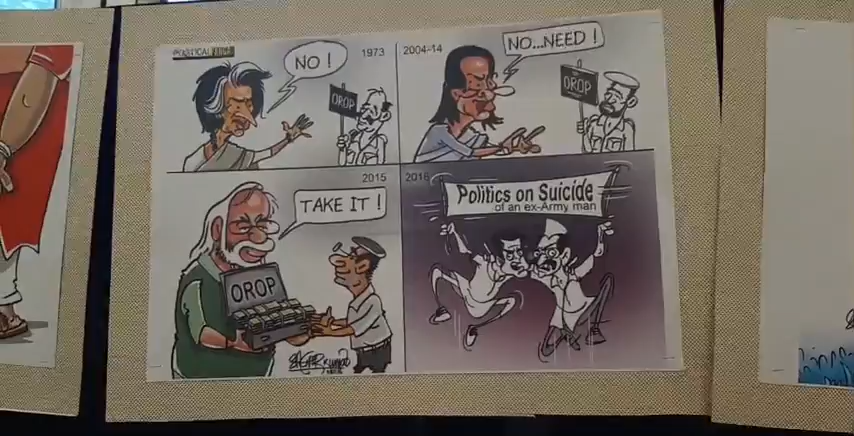 POLITICAL
NO !
1973
OROP
2004-14
NO...NEED !
OROP
2015
TAKE IT !
OROP
2016
Politics on Suicide
of an ex-Army man